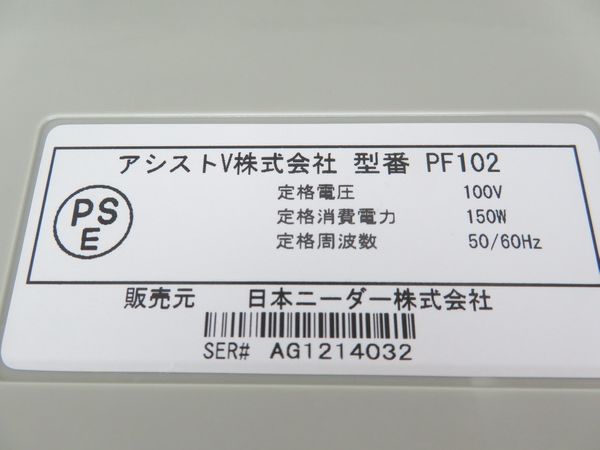 アシストV株式会社 型番 PF102
PS
E
定格電圧 100V
定格消費電力 150W
定格周波数 50/60Hz
販売元 日本ニーダー株式会社
SER# AG1214032